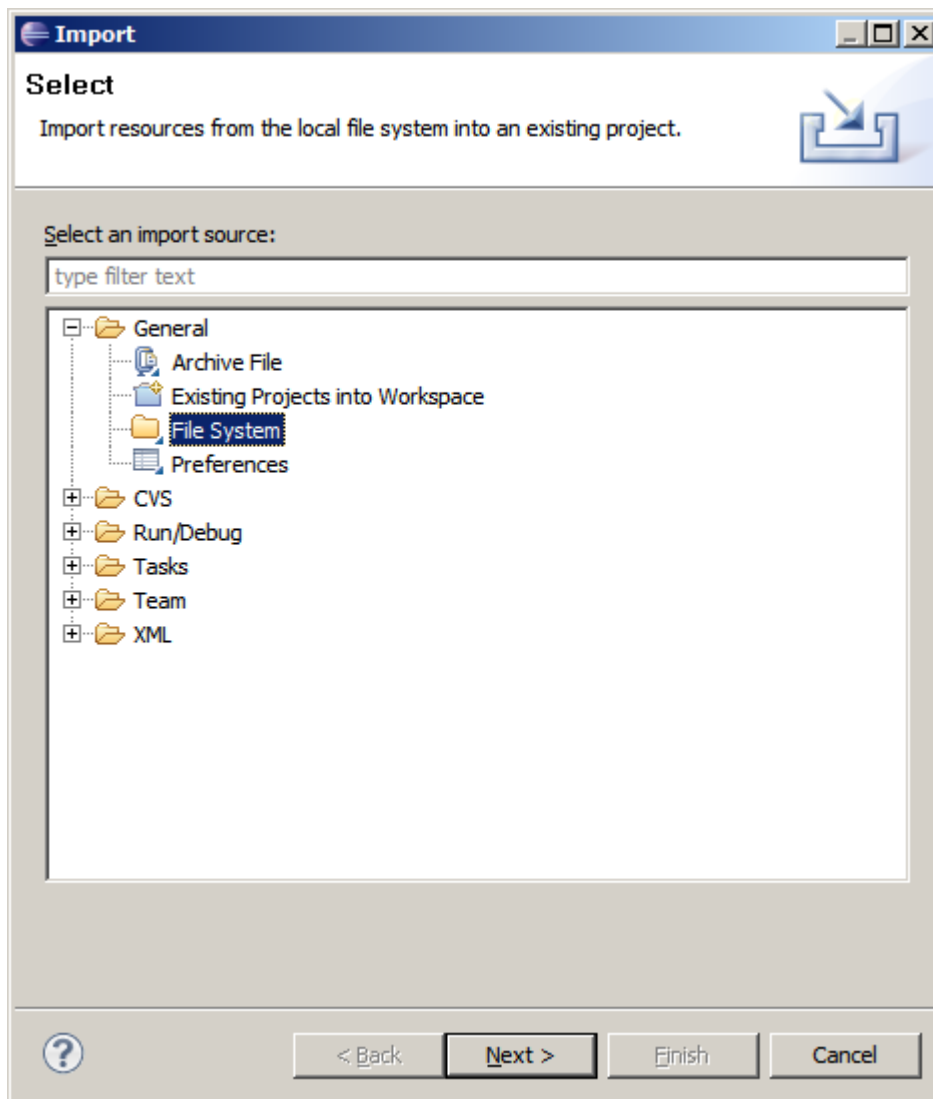 Import
Select
Import resources from the local file system into an existing project.
Select an import source:
type filter text
General
Archive File
Existing Projects into Workspace
File System
Preferences
CVS
Run/Debug
Tasks
Team
XML
? < Back Next > Finish Cancel